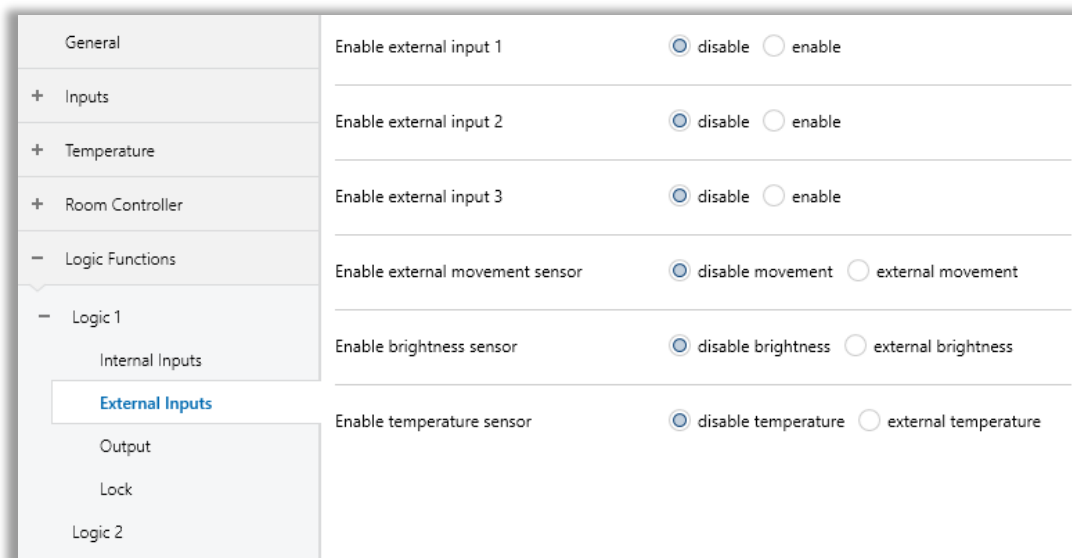 General
+ Inputs
+ Temperature
+ Room Controller
− Logic Functions
− Logic 1
Internal Inputs
External Inputs
Output
Lock
Logic 2
Enable external input 1 disable enable
Enable external input 2 disable enable
Enable external input 3 disable enable
Enable external movement sensor disable movement external movement
Enable brightness sensor disable brightness external brightness
Enable temperature sensor disable temperature external temperature